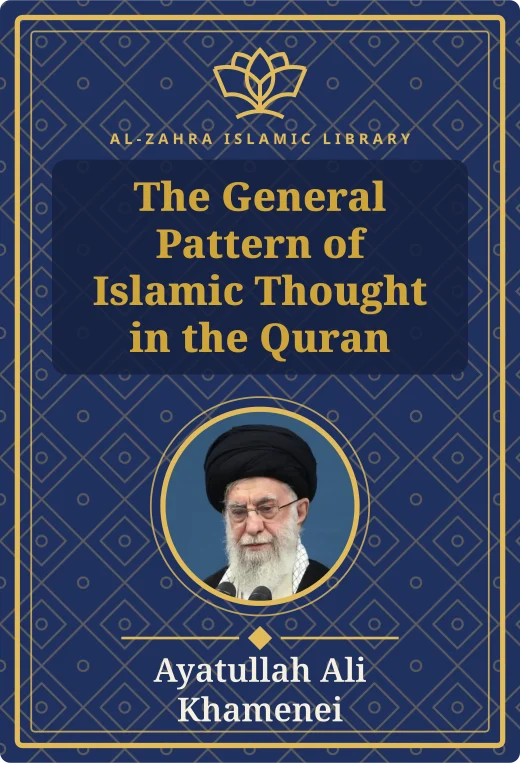 AL-ZAHRA ISLAMIC LIBRARY
The General
Pattern of
Islamic Thought
in the Quran
Ayatullah Ali
Khamenei